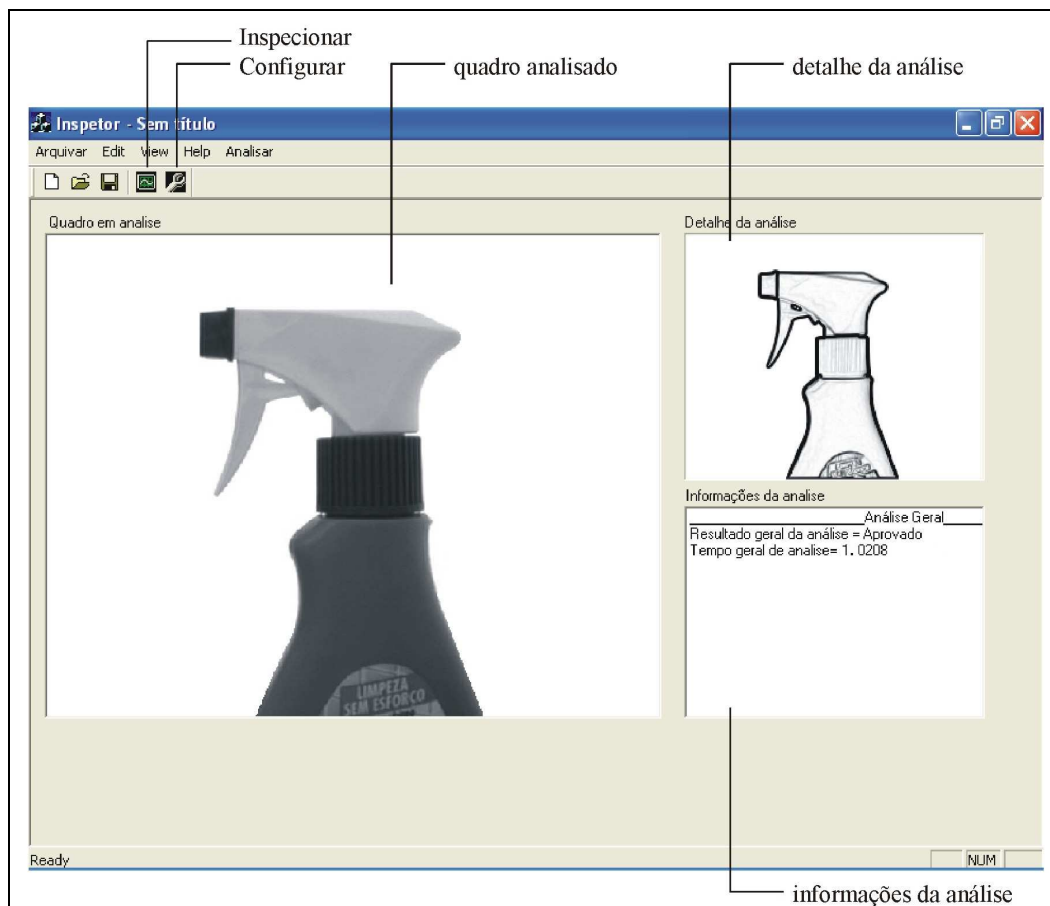 Inspecionar
Configurar
quadro analisado
detalhe da análise
Inspetor - Sem título
Arquivar Edit View Help Analisar
Quadro em analise
Detalhe da análise
LIMPEZA
SEM ESFORÇO
Informações da analise
Análise Geral
Resultado geral da análise = Aprovado
Tempo geral de analise= 1.0208
Ready
NUM
informações da análise